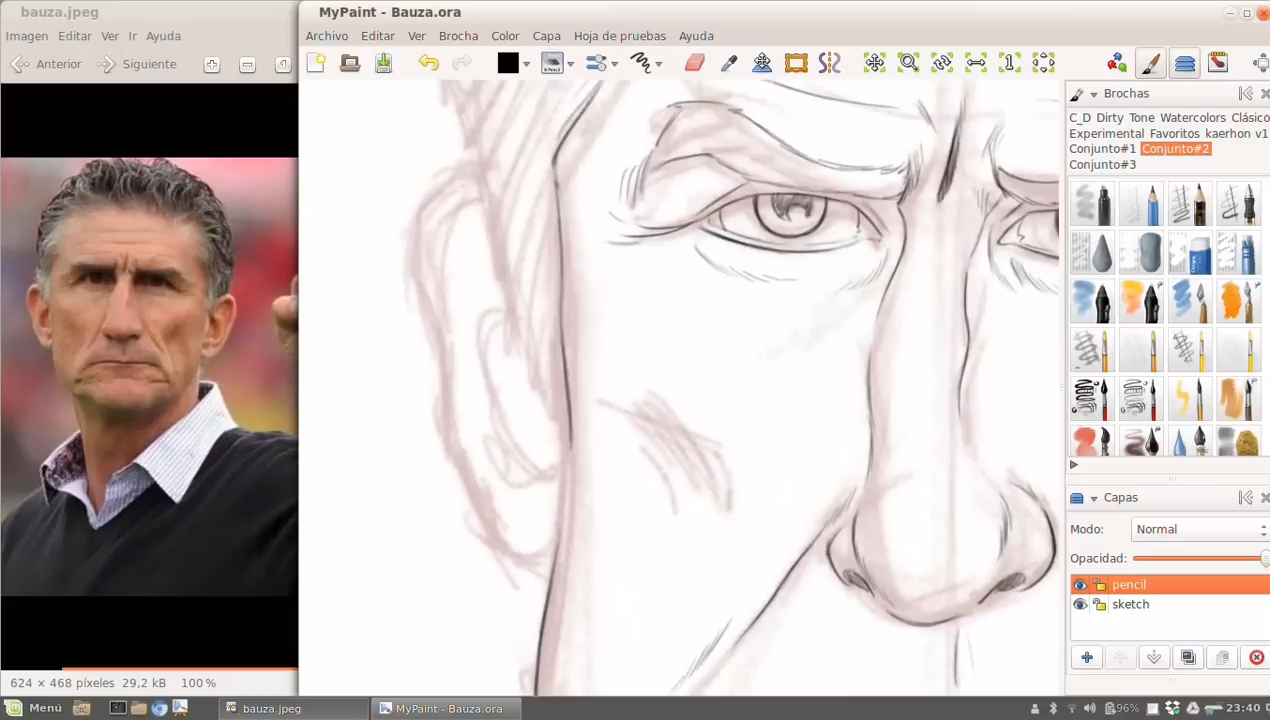 bauza.jpeg
MyPaint - Bauza.ora
Imagen Editar Ver Ir Ayuda
Archivo Editar Ver Brocha Color Capa Hoja de pruebas Ayuda
Anterior Siguiente
Brochas
C_D Dirty Tone Watercolors Clásico
Experimental Favoritos kaerhon v1
Conjunto#1 Conjunto#2
Conjunto#3
Capas
Modo: Normal
Opacidad:
pencil
sketch
624 × 468 píxeles 29,2 kB 100 %
Menú bauza.jpeg MyPaint - Bauza.ora 96% 23:40